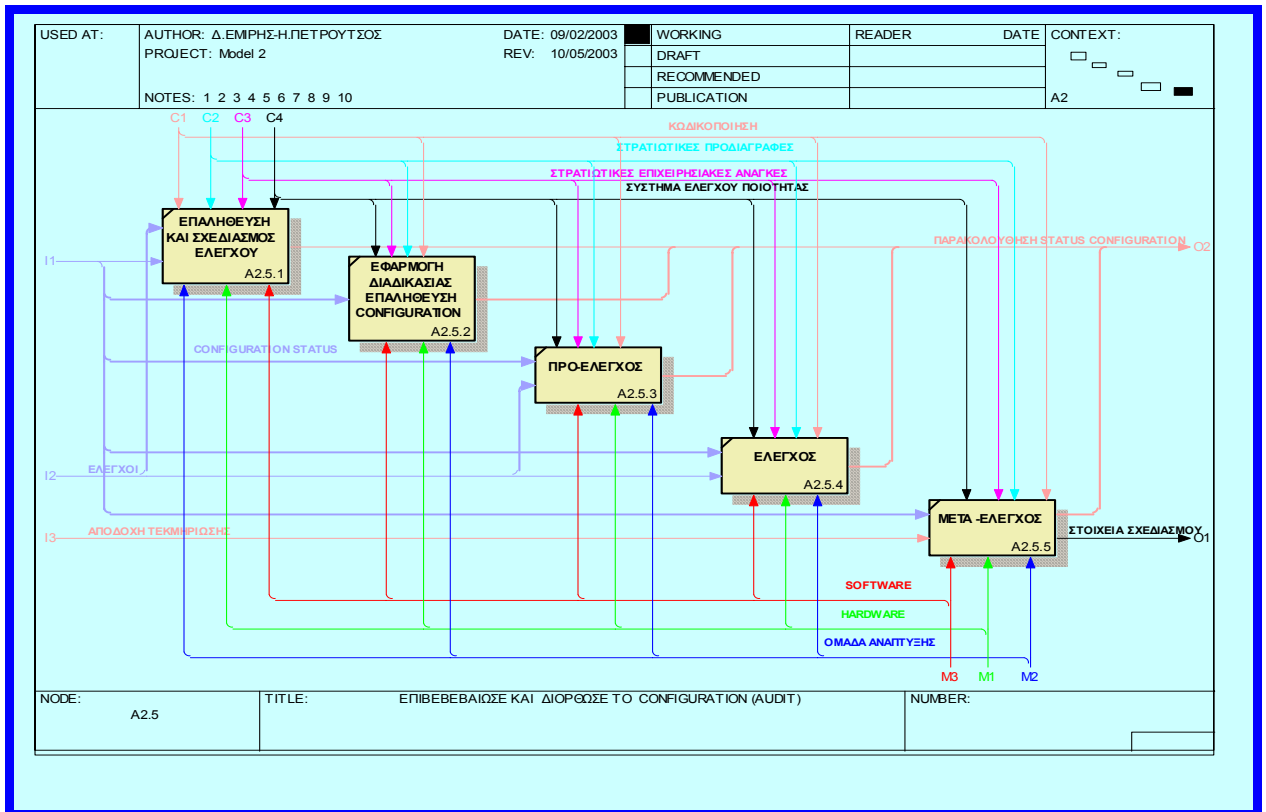 USED AT:
AUTHOR: Δ.ΕΜΙΡΗΣ-Η.ΠΕΤΡΟΥΤΣΟΣ
DATE: 09/02/2003
WORKING
READER
DATE
CONTEXT:
PROJECT: Model 2
REV: 10/05/2003
DRAFT
RECOMMENDED
NOTES: 1 2 3 4 5 6 7 8 9 10
PUBLICATION
A2
C1
C2
C3
C4
ΚΩΔΙΚΟΠΟΙΗΣΗ
ΣΤΡΑΤΙΩΤΙΚΕΣ ΠΡΟΔΙΑΓΡΑΦΕΣ
ΣΤΡΑΤΙΩΤΙΚΕΣ ΕΠΙΧΕΙΡΗΣΙΑΚΕΣ ΑΝΑΓΚΕΣ
ΣΥΣΤΗΜΑ ΕΛΕΓΧΟΥ ΠΟΙΟΤΗΤΑΣ
ΕΠΑΛΗΘΕΥΣΗ
ΚΑΙ ΣΧΕΔΙΑΣΜΟΣ
ΕΛΕΓΧΟΥ
A2.5.1
ΠΑΡΑΚΟΛΟΥΘΗΣΗ STATUS CONFIGURATION
O2
I1
ΕΦΑΡΜΟΓΗ
ΔΙΑΔΙΚΑΣΙΑΣ
ΕΠΑΛΗΘΕΥΣΗ
CONFIGURATION
A2.5.2
CONFIGURATION STATUS
ΠΡΟ-ΕΛΕΓΧΟΣ
A2.5.3
ΕΛΕΓΧΟΣ
A2.5.4
I2
ΕΛΕΓΧΟΙ
ΜΕΤΑ -ΕΛΕΓΧΟΣ
A2.5.5
I3
ΑΠΟΔΟΧΗ ΤΕΚΜΗΡΙΩΣΗΣ
ΣΤΟΙΧΕΙΑ ΣΧΕΔΙΑΣΜΟΥ
O1
SOFTWARE
HARDWARE
ΟΜΑΔΑ ΑΝΑΠΤΥΞΗΣ
M3
M1
M2
NODE:
A2.5
TITLE:
ΕΠΙΒΕΒΕΒΑΙΩΣΕ ΚΑΙ ΔΙΟΡΘΩΣΕ ΤΟ CONFIGURATION (AUDIT)
NUMBER: